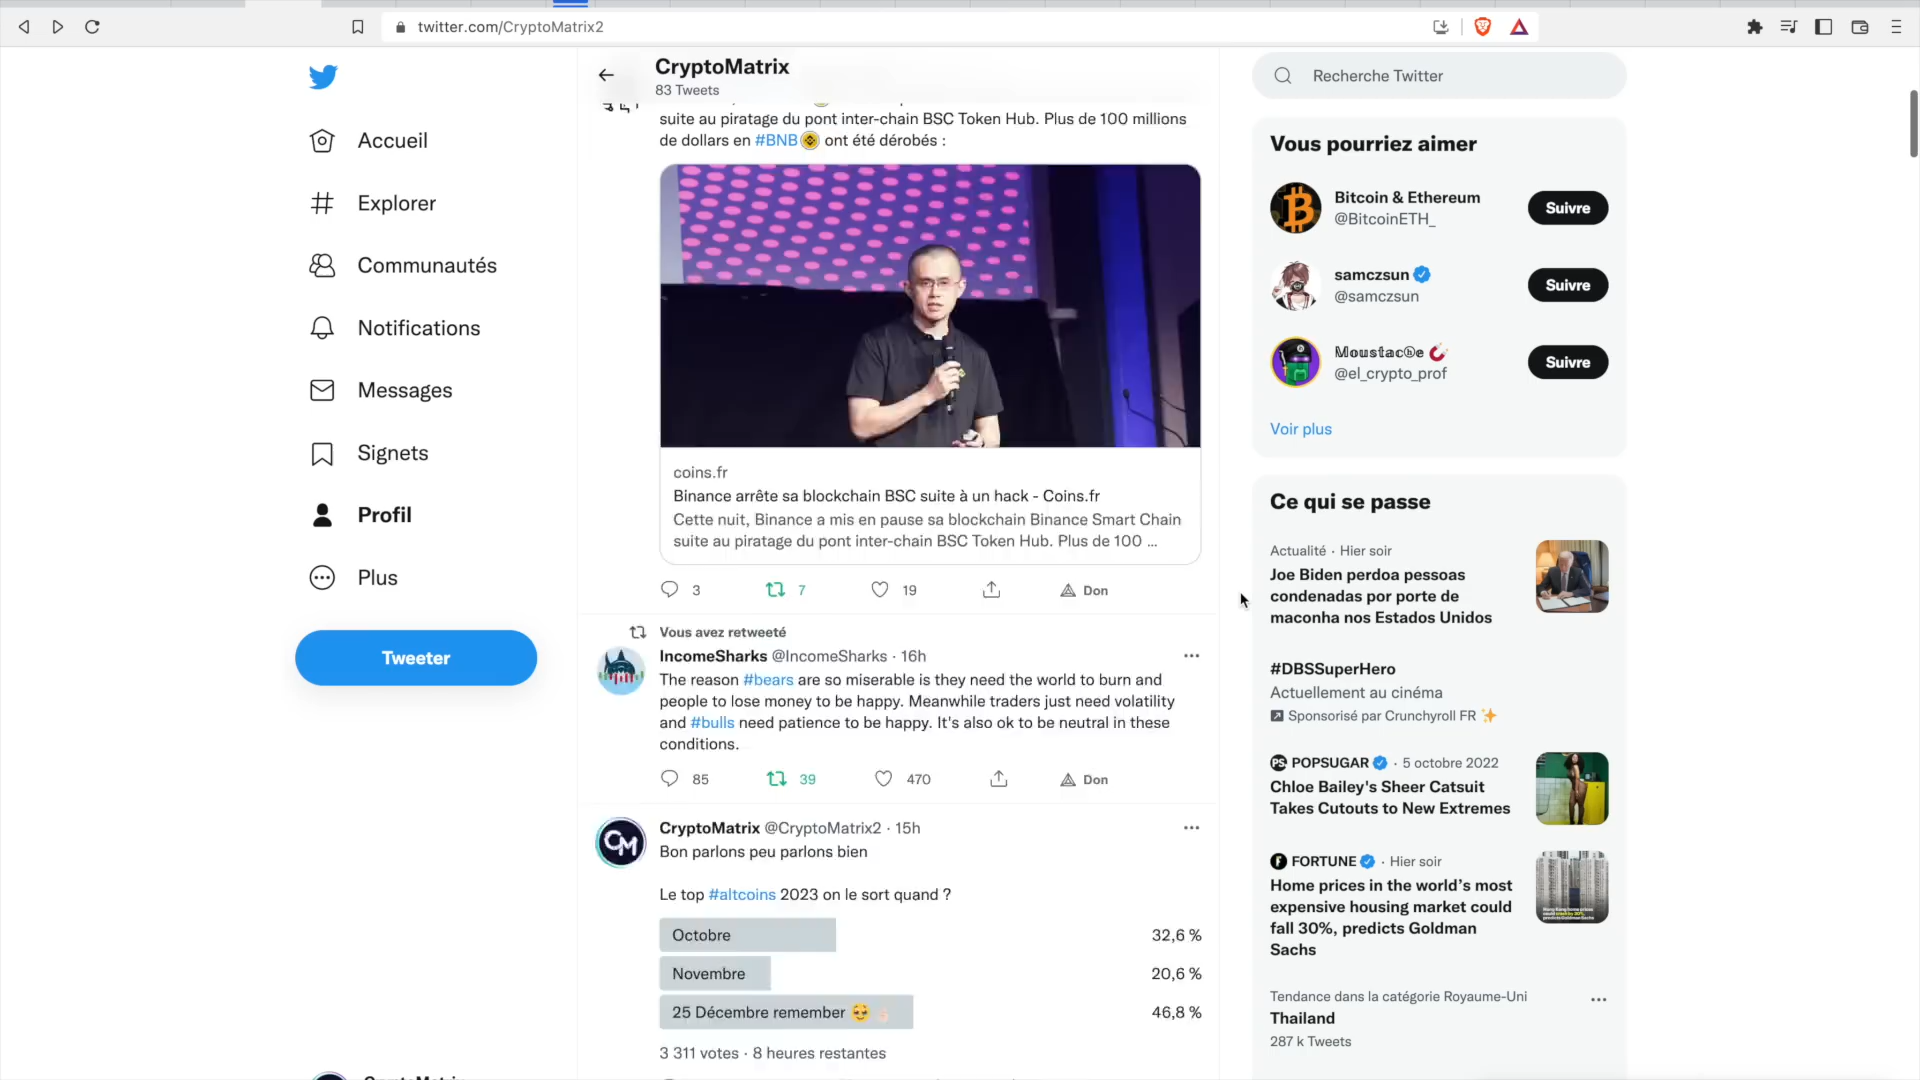 twitter.com/CryptoMatrix2
Accueil
Explorer
Communautés
Notifications
Messages
Signets
Profil
Plus
Tweeter
CryptoMatrix
83 Tweets
suite au piratage du pont inter-chain BSC Token Hub. Plus de 100 millions
de dollars en #BNB ont été dérobés :
coins.fr
Binance arrête sa blockchain BSC suite à un hack - Coins.fr
Cette nuit, Binance a mis en pause sa blockchain Binance Smart Chain
suite au piratage du pont inter-chain BSC Token Hub. Plus de 100 ...
3 7 19 Don
Vous avez retweeté
IncomeSharks @IncomeSharks · 16h
The reason #bears are so miserable is they need the world to burn and
people to lose money to be happy. Meanwhile traders just need volatility
and #bulls need patience to be happy. It's also ok to be neutral in these
conditions.
85 39 470 Don
CM
CryptoMatrix @CryptoMatrix2 · 15h
Bon parlons peu parlons bien
Le top #altcoins 2023 on le sort quand ?
Octobre 32,6 %
Novembre 20,6 %
25 Décembre remember 🥹🤞🏻 46,8 %
3 311 votes · 8 heures restantes
Recherche Twitter
Vous pourriez aimer
Bitcoin & Ethereum
@BitcoinETH_
Suivre
samczsun
@samczsun
Suivre
𝕄𝕠𝕦𝕤𝕥𝕒𝕔ⓗ𝕖 🧲
@el_crypto_prof
Suivre
Voir plus
Ce qui se passe
Actualité · Hier soir
Joe Biden perdoa pessoas
condenadas por porte de
maconha nos Estados Unidos
#DBSSuperHero
Actuellement au cinéma
Sponsorisé par Crunchyroll FR ✨
PS POPSUGAR · 5 octobre 2022
Chloe Bailey's Sheer Catsuit
Takes Cutouts to New Extremes
F FORTUNE · Hier soir
Home prices in the world's most
expensive housing market could
fall 30%, predicts Goldman
Sachs
Tendance dans la catégorie Royaume-Uni
Thailand
287 k Tweets